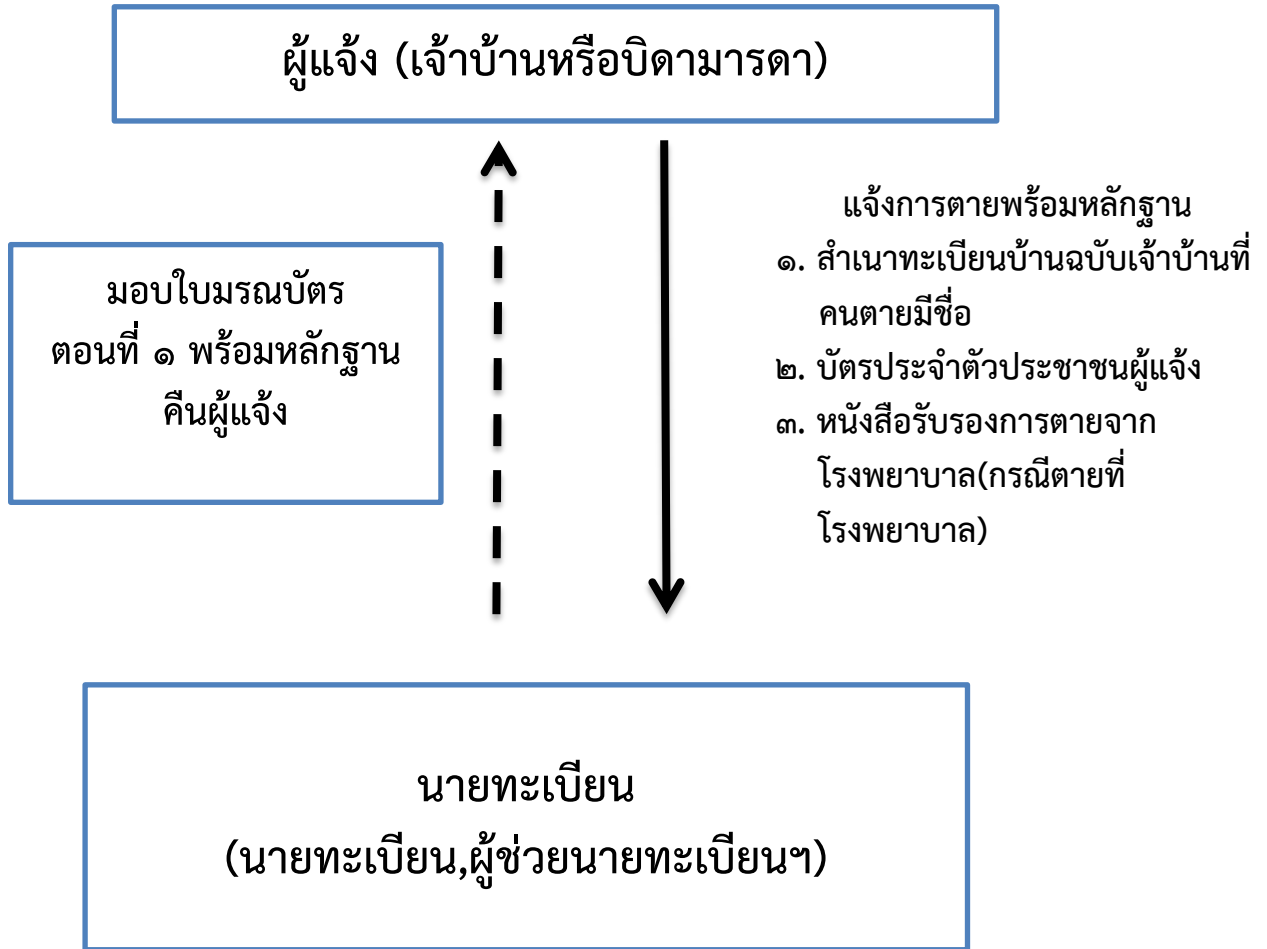 ผู้แจ้ง (เจ้าบ้านหรือบิดามารดา)
มอบใบมรณบัตร
ตอนที่ ๑ พร้อมหลักฐาน
คืนผู้แจ้ง
แจ้งการตายพร้อมหลักฐาน
๑. สำเนาทะเบียนบ้านฉบับเจ้าบ้านที่
คนตายมีชื่อ
๒. บัตรประจำตัวประชาชนผู้แจ้ง
๓. หนังสือรับรองการตายจาก
โรงพยาบาล(กรณีตายที่
โรงพยาบาล)
นายทะเบียน
(นายทะเบียน,ผู้ช่วยนายทะเบียนฯ)